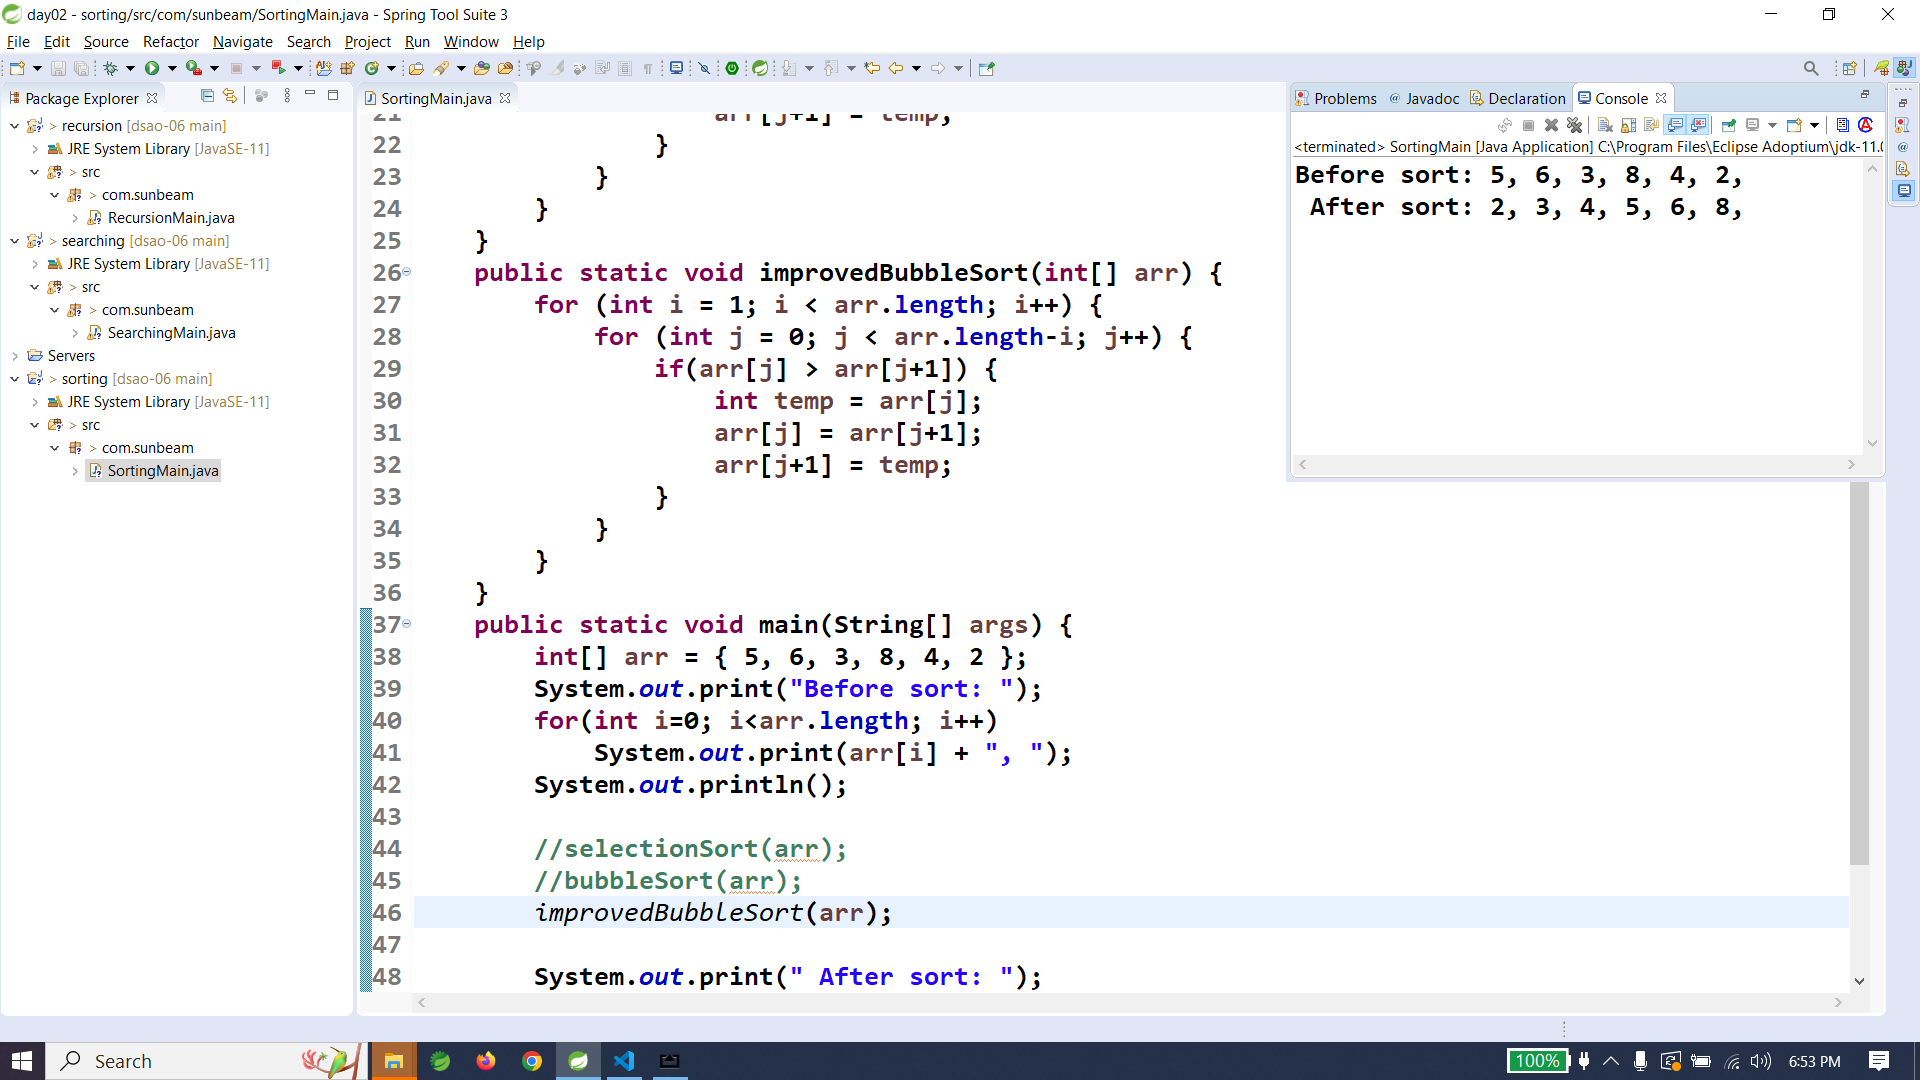 day02 - sorting/src/com/sunbeam/SortingMain.java - Spring Tool Suite 3
File Edit Source Refactor Navigate Search Project Run Window Help
Package Explorer
> recursion [dsao-06 main]
JRE System Library [JavaSE-11]
> src
> com.sunbeam
RecursionMain.java
> searching [dsao-06 main]
JRE System Library [JavaSE-11]
> src
> com.sunbeam
SearchingMain.java
Servers
> sorting [dsao-06 main]
JRE System Library [JavaSE-11]
> src
> com.sunbeam
SortingMain.java
SortingMain.java
21 arr[j+1] = temp;
22 }
23 }
24 }
25 }
26 public static void improvedBubbleSort(int[] arr) {
27 for (int i = 1; i < arr.length; i++) {
28 for (int j = 0; j < arr.length-i; j++) {
29 if(arr[j] > arr[j+1]) {
30 int temp = arr[j];
31 arr[j] = arr[j+1];
32 arr[j+1] = temp;
33 }
34 }
35 }
36 }
37 public static void main(String[] args) {
38 int[] arr = { 5, 6, 3, 8, 4, 2 };
39 System.out.print("Before sort: ");
40 for(int i=0; i<arr.length; i++)
41 System.out.print(arr[i] + ", ");
42 System.out.println();
43
44 //selectionSort(arr);
45 //bubbleSort(arr);
46 improvedBubbleSort(arr);
47
48 System.out.print(" After sort: ");
Problems @ Javadoc Declaration Console
<terminated> SortingMain [Java Application] C:\Program Files\Eclipse Adoptium\jdk-11.0
Before sort: 5, 6, 3, 8, 4, 2,
After sort: 2, 3, 4, 5, 6, 8,
Search
100%
6:53 PM